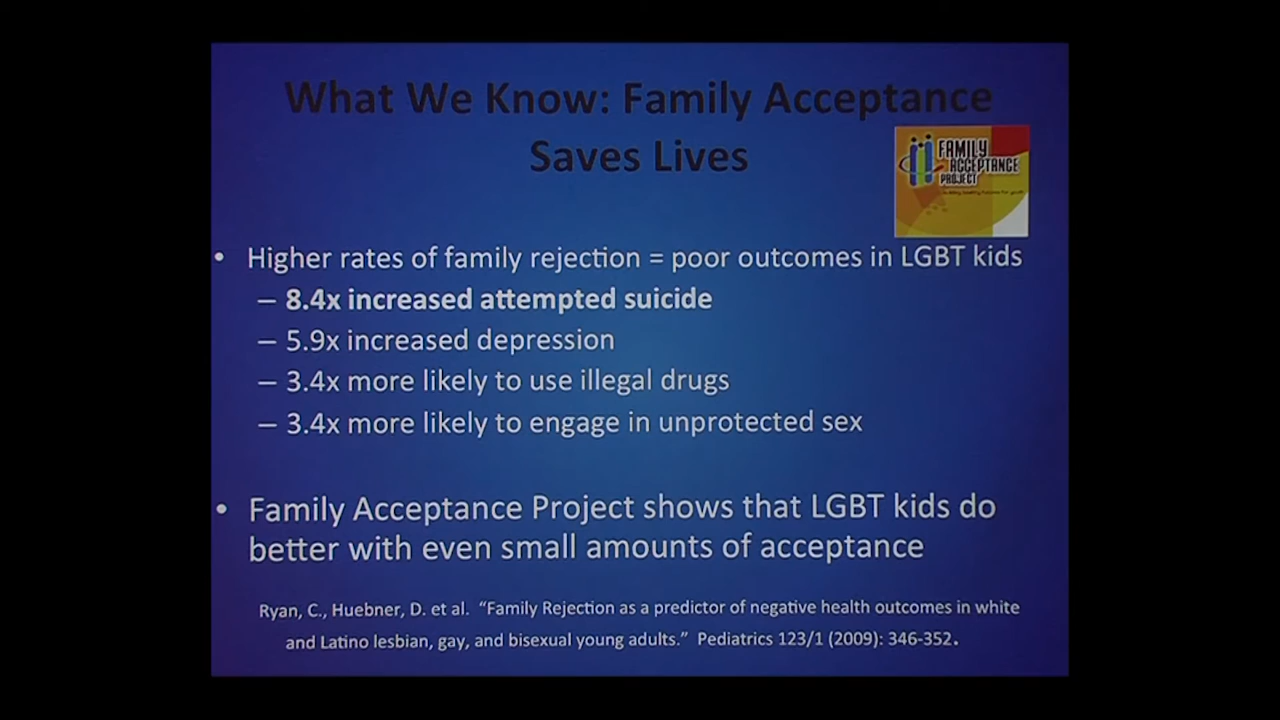 What We Know: Family Acceptance
Saves Lives
FAMILY
ACCEPTANCE
PROJECT
• Higher rates of family rejection = poor outcomes in LGBT kids
– 8.4x increased attempted suicide
– 5.9x increased depression
– 3.4x more likely to use illegal drugs
– 3.4x more likely to engage in unprotected sex
• Family Acceptance Project shows that LGBT kids do
better with even small amounts of acceptance
Ryan, C., Huebner, D. et al. “Family Rejection as a predictor of negative health outcomes in white
and Latino lesbian, gay, and bisexual young adults.” Pediatrics 123/1 (2009): 346-352.